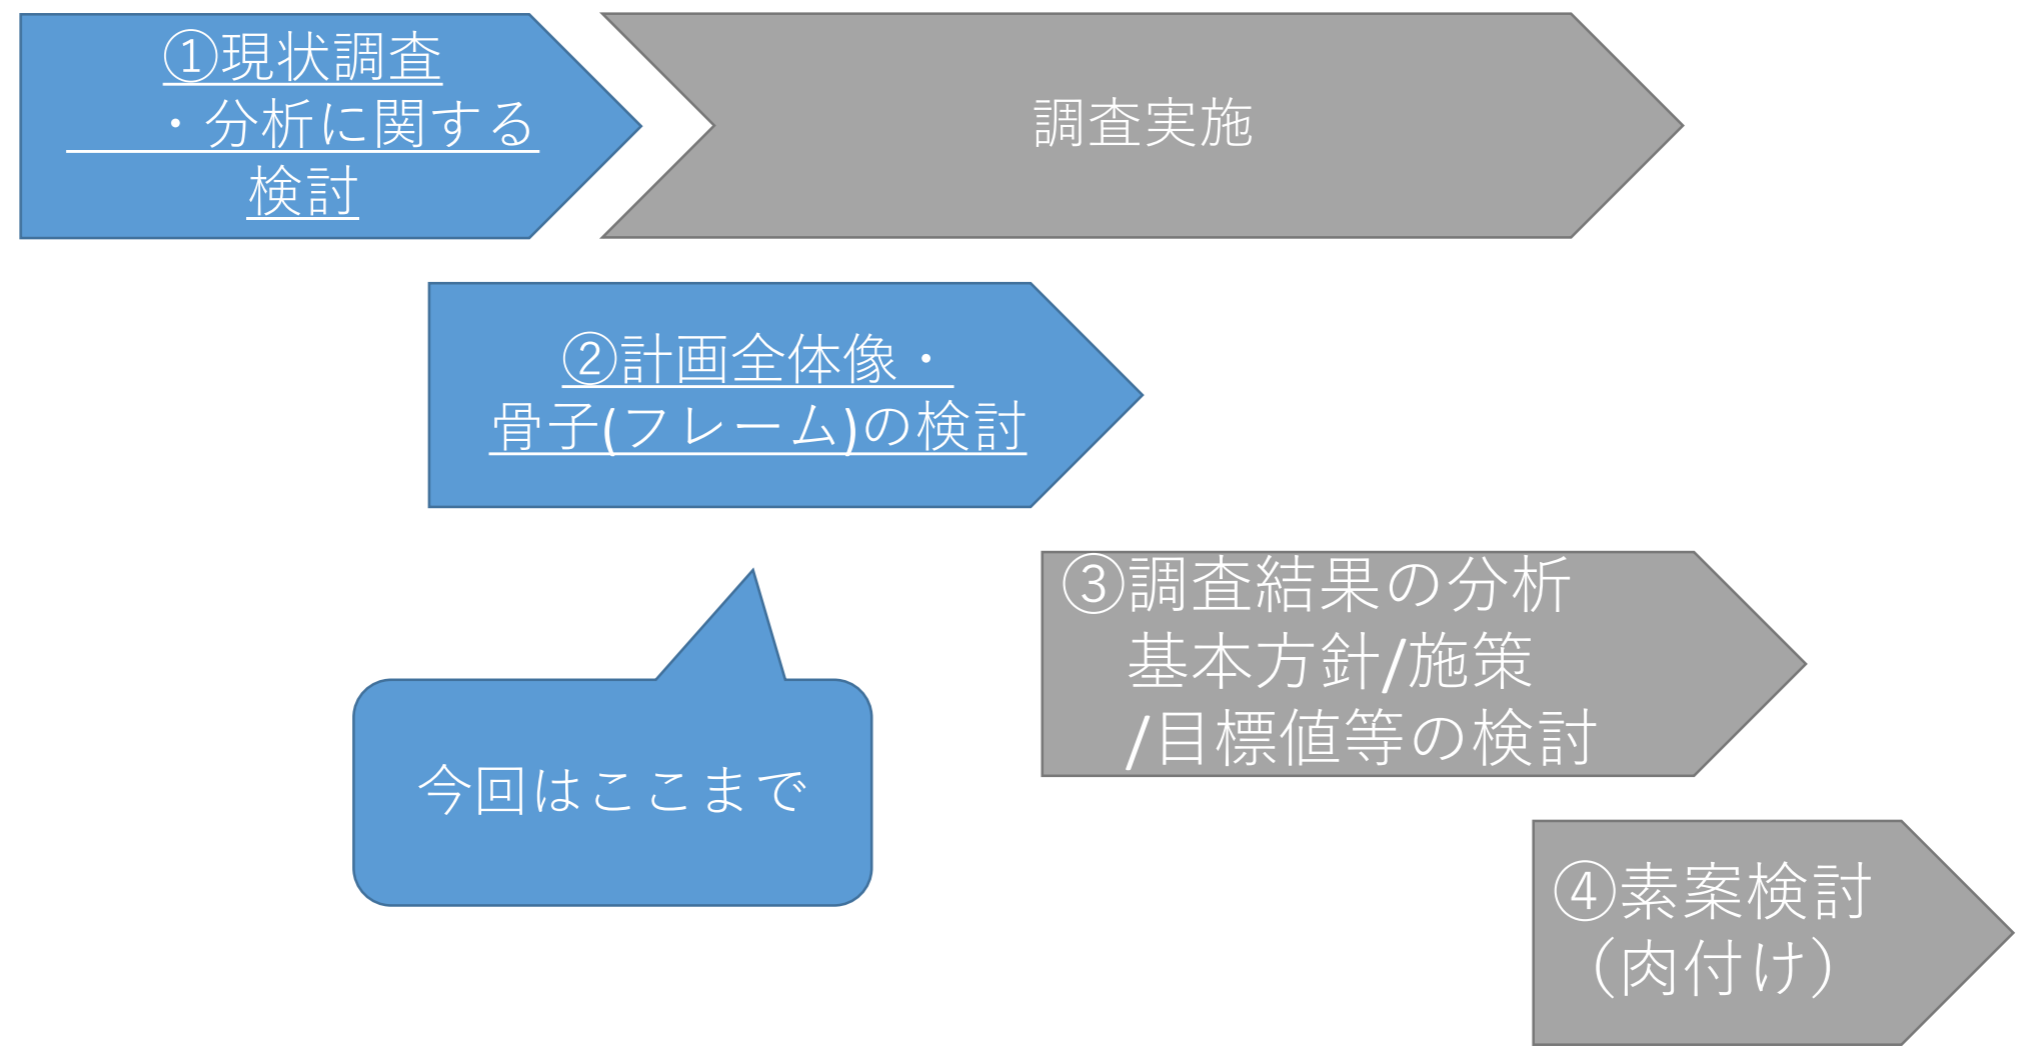 ①現状調査
・分析に関する
検討
調査実施
②計画全体像・
骨子(フレーム)の検討
③調査結果の分析
基本方針/施策
/目標値等の検討
今回はここまで
④素案検討
（肉付け）